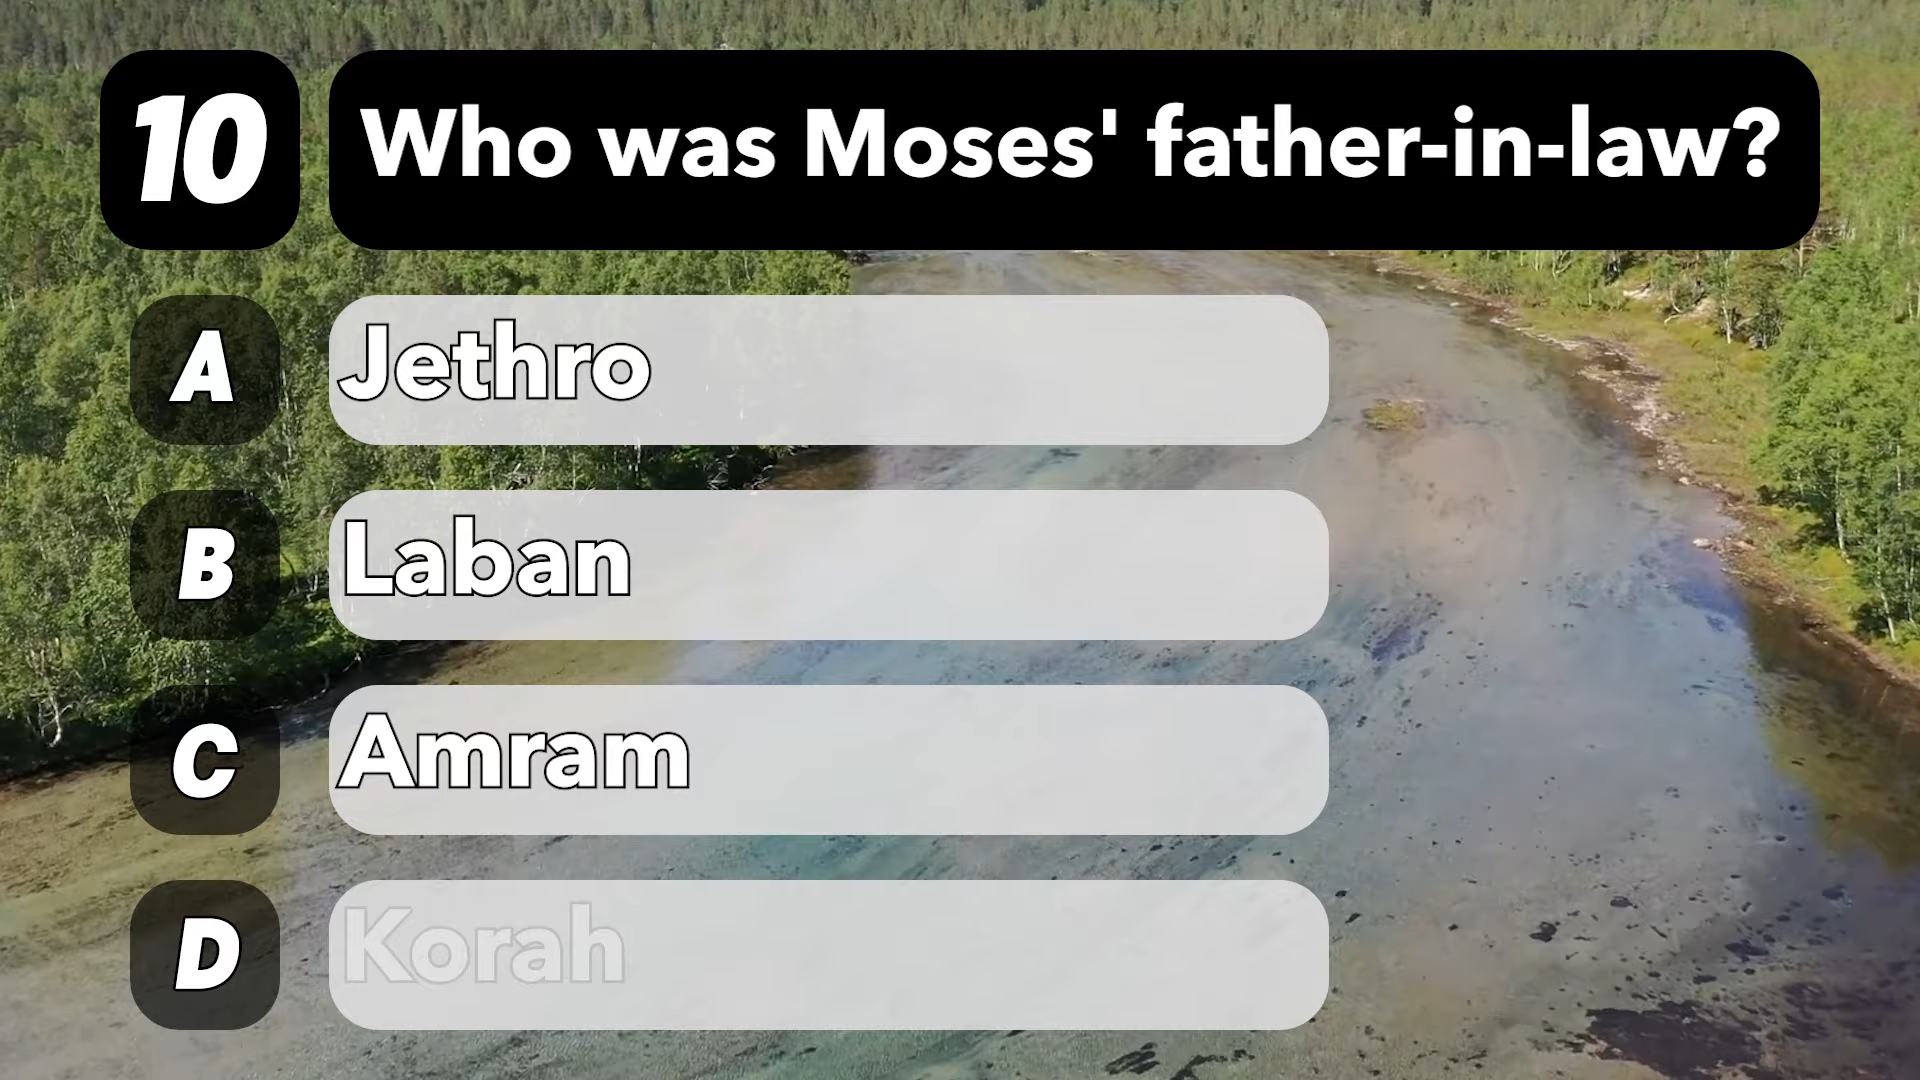 10 Who was Moses' father-in-law?
A Jethro
B Laban
C Amram
D Korah